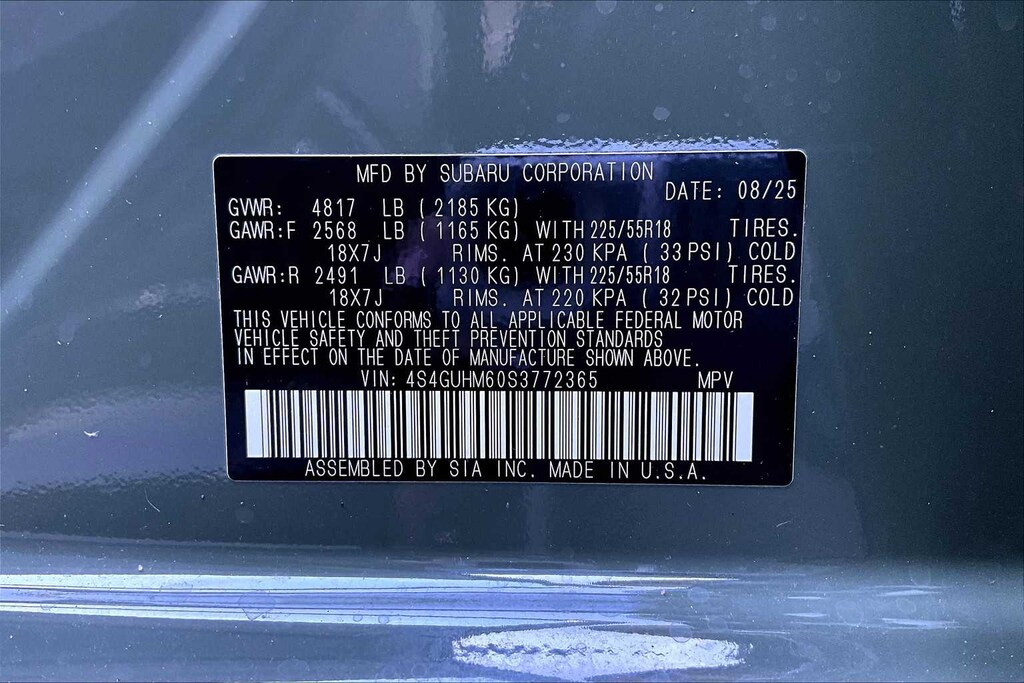 MFD BY SUBARU CORPORATION
DATE: 08/25
GVWR: 4817 LB ( 2185 KG)
GAWR:F 2568 LB ( 1165 KG) WITH 225/55R18 TIRES.
18X7J RIMS. AT 230 KPA ( 33 PSI) COLD
GAWR:R 2491 LB ( 1130 KG) WITH 225/55R18 TIRES.
18X7J RIMS. AT 220 KPA ( 32 PSI) COLD
THIS VEHICLE CONFORMS TO ALL APPLICABLE FEDERAL MOTOR
VEHICLE SAFETY AND THEFT PREVENTION STANDARDS
IN EFFECT ON THE DATE OF MANUFACTURE SHOWN ABOVE.
VIN: 4S4GUHM60S3772365 MPV
ASSEMBLED BY SIA INC. MADE IN U.S.A.